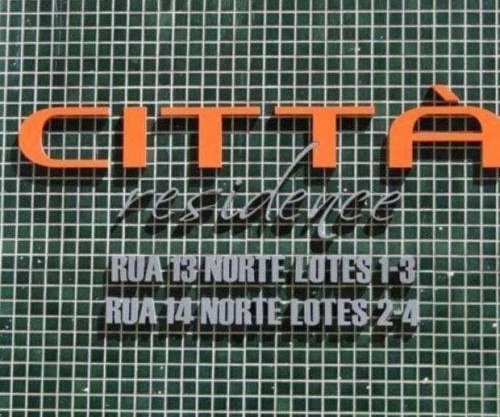 CITTÀ
residence
RUA 13 NORTE LOTES 1-3
RUA 14 NORTE LOTES 2-4